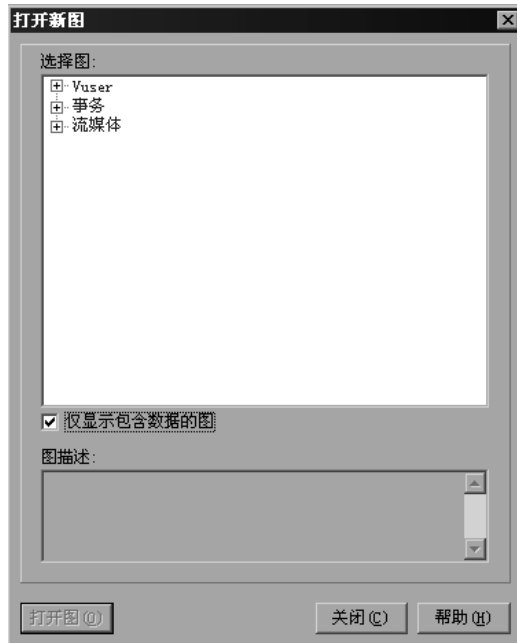 打开新图
选择图:
Vuser
事务
流媒体
仅显示包含数据的图
图描述:
打开图(O) 关闭(C) 帮助(H)